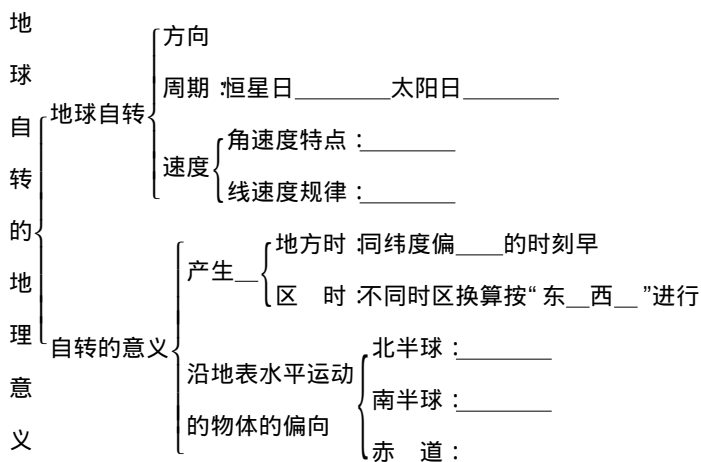 地球自转的地理意义
地球自转
方向
周期:恒星日________太阳日________
速度
角速度特点:________
线速度规律:________
自转的意义
产生__
地方时:同纬度偏____的时刻早
区 时:不同时区换算按“东__西__”进行
沿地表水平运动
的物体的偏向
北半球:________
南半球:________
赤 道: